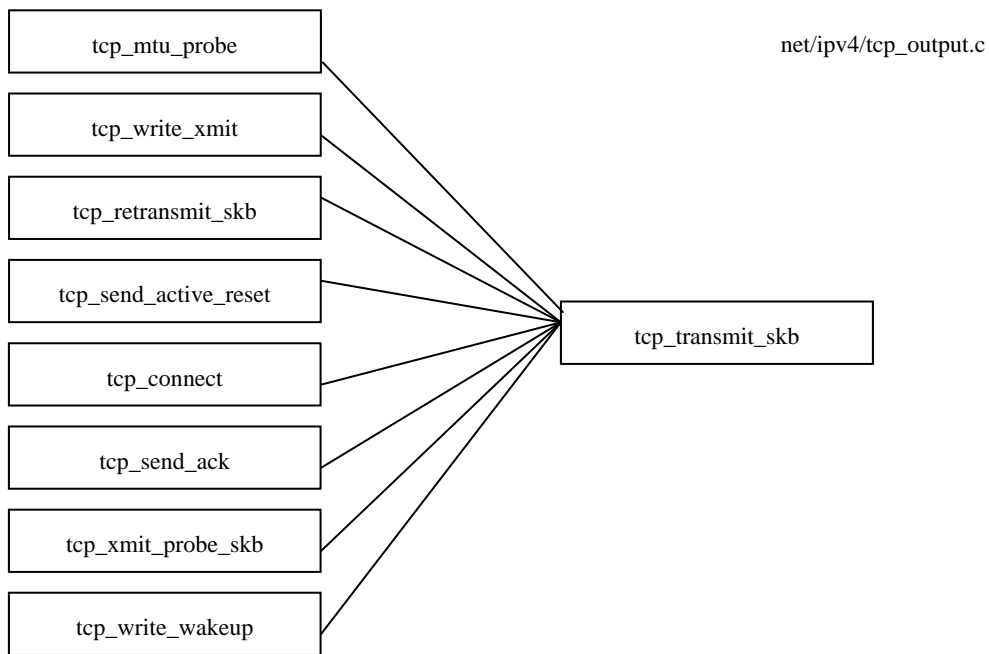 tcp_mtu_probe
net/ipv4/tcp_output.c
tcp_write_xmit
tcp_retransmit_skb
tcp_send_active_reset
tcp_transmit_skb
tcp_connect
tcp_send_ack
tcp_xmit_probe_skb
tcp_write_wakeup